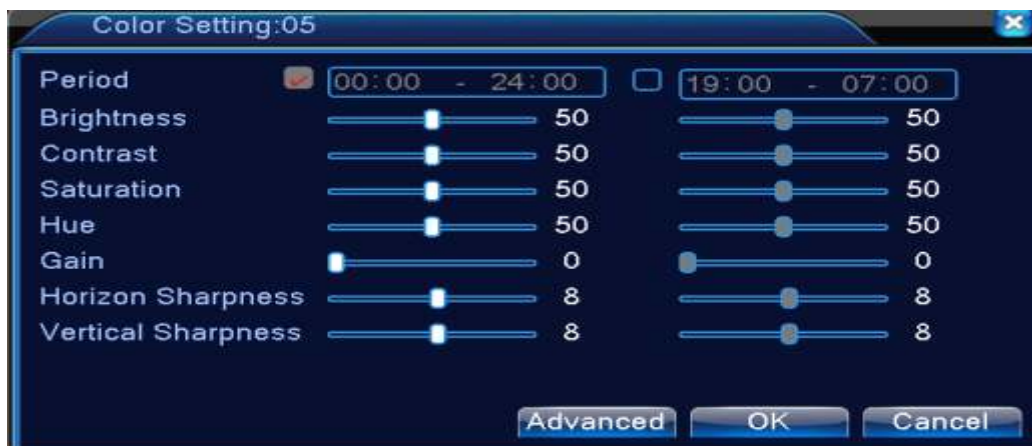 Color Setting:05
Period 00:00 - 24:00 19:00 - 07:00
Brightness 50 50
Contrast 50 50
Saturation 50 50
Hue 50 50
Gain 0 0
Horizon Sharpness 8 8
Vertical Sharpness 8 8
Advanced OK Cancel